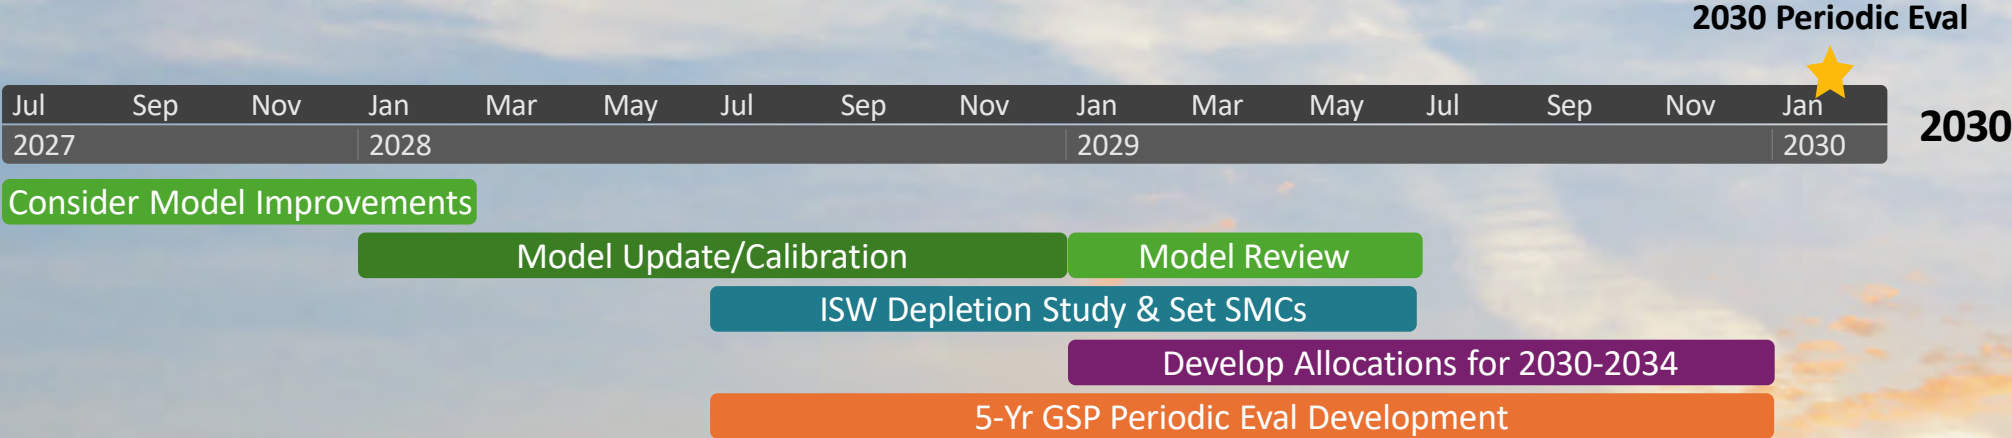 2030 Periodic Eval
Jul Sep Nov Jan Mar May Jul Sep Nov Jan Mar May Jul Sep Nov Jan
2027 2028 2029 2030
2030
Consider Model Improvements
Model Update/Calibration Model Review
ISW Depletion Study & Set SMCs
Develop Allocations for 2030-2034
5-Yr GSP Periodic Eval Development